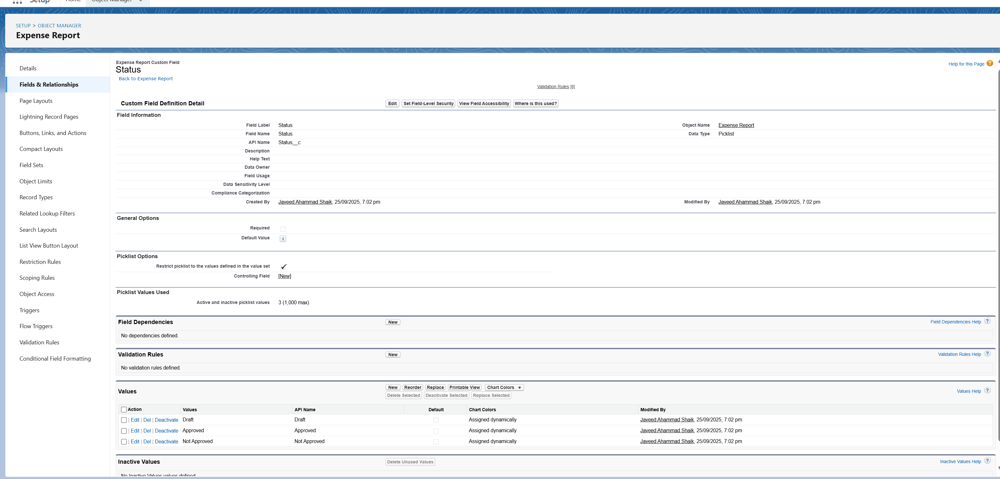 Setup Home Object Manager
SETUP > OBJECT MANAGER
Expense Report
Details
Fields & Relationships
Page Layouts
Lightning Record Pages
Buttons, Links, and Actions
Compact Layouts
Field Sets
Object Limits
Record Types
Related Lookup Filters
Search Layouts
List View Button Layout
Restriction Rules
Scoping Rules
Object Access
Triggers
Flow Triggers
Validation Rules
Conditional Field Formatting
Expense Report Custom Field
Status
Back to Expense Report
Help for this Page ?
Validation Rules [0]
Custom Field Definition Detail Edit Set Field-Level Security View Field Accessibility Where is this used?
Field Information
Field Label Status Object Name Expense Report
Field Name Status Data Type Picklist
API Name Status__c
Description
Help Text
Data Owner
Field Usage
Data Sensitivity Level
Compliance Categorization
Created By Javeed Ahammad Shaik, 25/09/2025, 7:02 pm Modified By Javeed Ahammad Shaik, 25/09/2025, 7:02 pm
General Options
Required
Default Value i
Picklist Options
Restrict picklist to the values defined in the value set
Controlling Field [New]
Picklist Values Used
Active and inactive picklist values 3 (1,000 max)
Field Dependencies New Field Dependencies Help ?
No dependencies defined.
Validation Rules New Validation Rules Help ?
No validation rules defined.
Values New Reorder Replace Printable View Chart Colors Values Help ?
Delete Selected Deactivate Selected Replace Selected
Action Values API Name Default Chart Colors Modified By
| Edit | Del | Deactivate Draft Draft Assigned dynamically Javeed Ahammad Shaik, 25/09/2025, 7:02 pm
| Edit | Del | Deactivate Approved Approved Assigned dynamically Javeed Ahammad Shaik, 25/09/2025, 7:02 pm
| Edit | Del | Deactivate Not Approved Not Approved Assigned dynamically Javeed Ahammad Shaik, 25/09/2025, 7:02 pm
Inactive Values Delete Unused Values Inactive Values Help ?
No Inactive Values values defined.